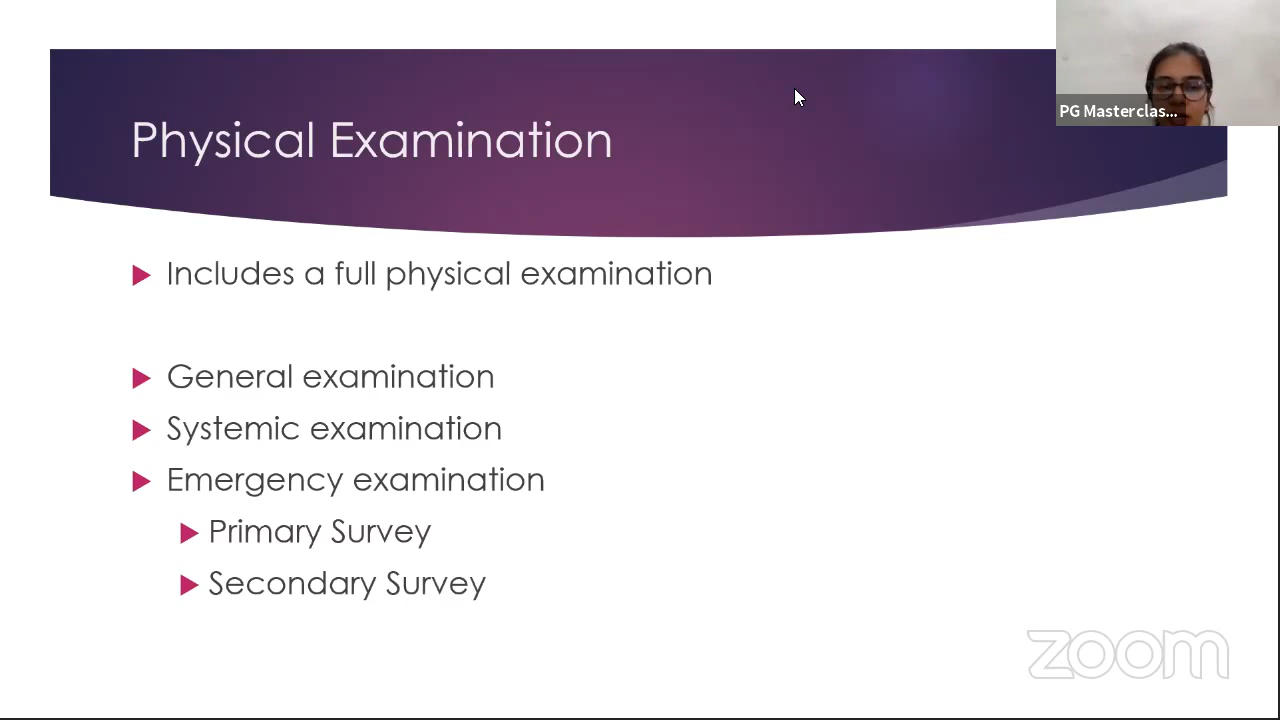 Physical Examination
PG Masterclas...
Includes a full physical examination
General examination
Systemic examination
Emergency examination
Primary Survey
Secondary Survey
zoom